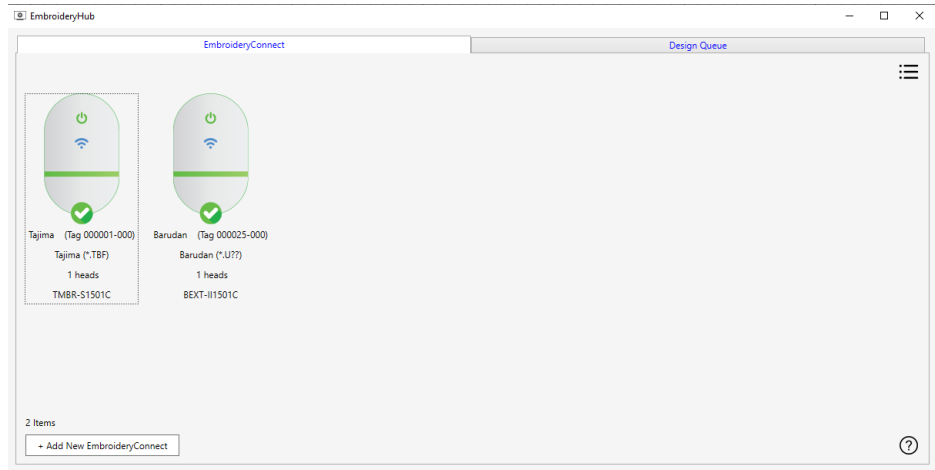 EmbroideryHub
EmbroideryConnect
Design Queue
Tajima (Tag 000001-000)
Tajima (*.TBF)
1 heads
TMBR-S1501C
Barudan (Tag 000025-000)
Barudan (*.U??)
1 heads
BEXT-II1501C
2 Items
+ Add New EmbroideryConnect
?